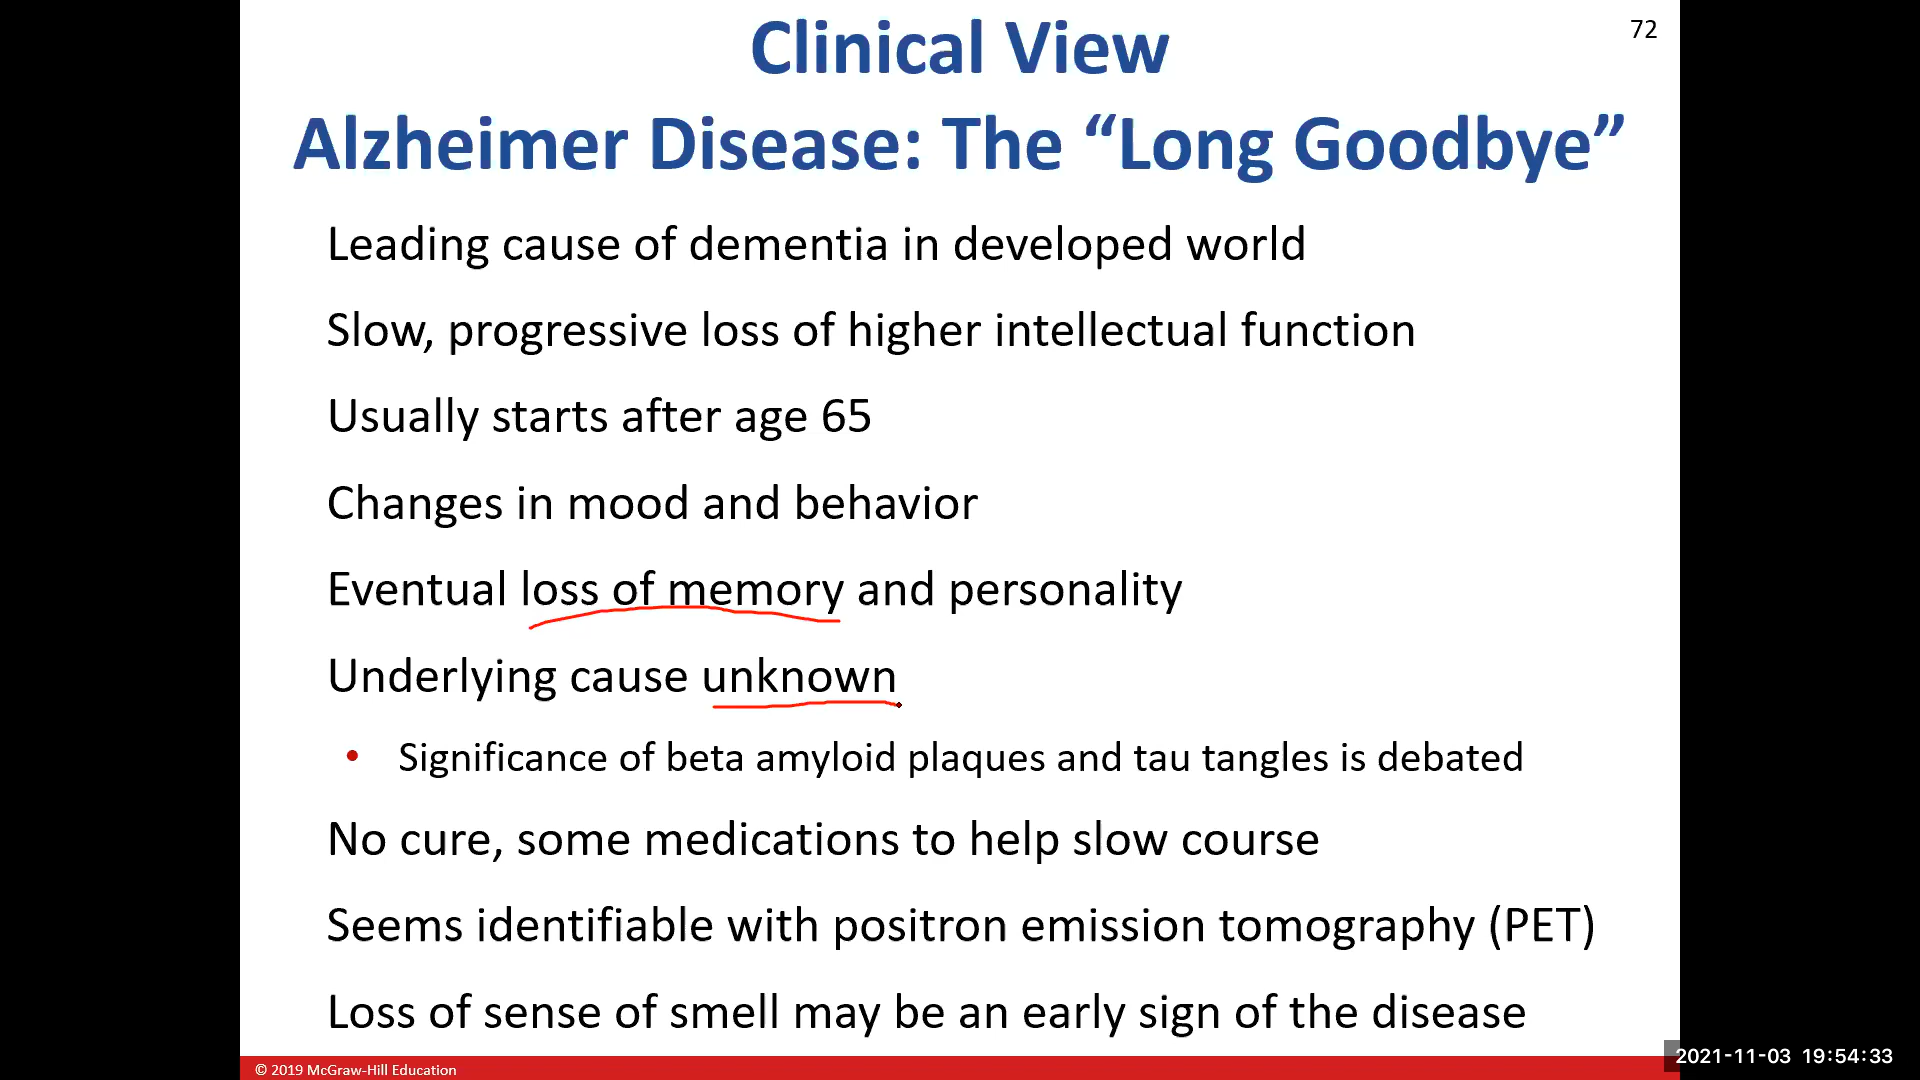 72
Clinical View
Alzheimer Disease: The “Long Goodbye”
Leading cause of dementia in developed world
Slow, progressive loss of higher intellectual function
Usually starts after age 65
Changes in mood and behavior
Eventual loss of memory and personality
Underlying cause unknown
• Significance of beta amyloid plaques and tau tangles is debated
No cure, some medications to help slow course
Seems identifiable with positron emission tomography (PET)
Loss of sense of smell may be an early sign of the disease
© 2019 McGraw-Hill Education
2021-11-03 19:54:33